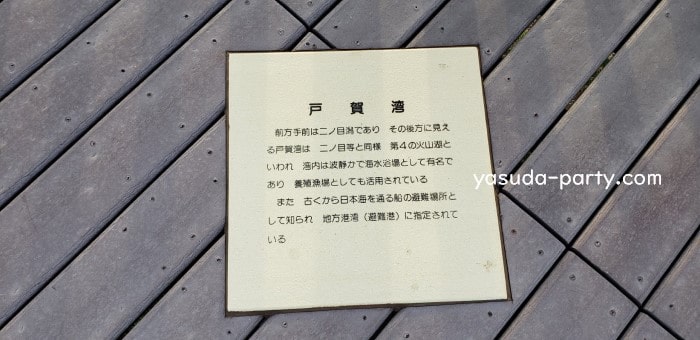 戸賀湾
前方手前は二ノ目潟であり その後方に見え
る戸賀湾は 二ノ目等と同様 第４の火山湖と
いわれ 湾内は波静かで海水浴場として有名で
あり 養殖漁場としても活用されている
また 古くから日本海を通る船の避難場所と
して知られ 地方港湾（避難港）に指定されて
いる
yasuda-party.com